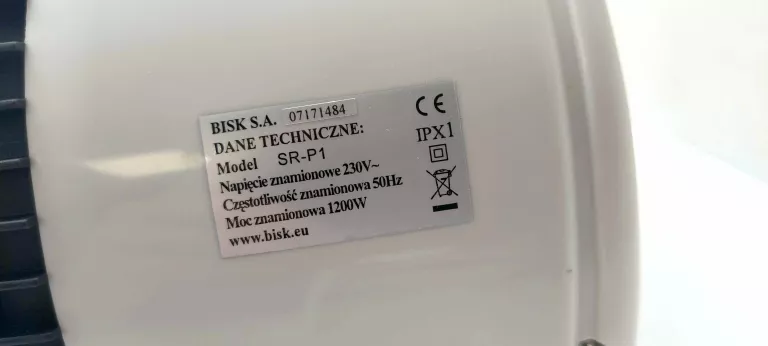 BISK S.A. 07171484
DANE TECHNICZNE:
Model SR-P1
Napięcie znamionowe 230V~
Częstotliwość znamionowa 50Hz
Moc znamionowa 1200W
www.bisk.eu
CE
IPX1